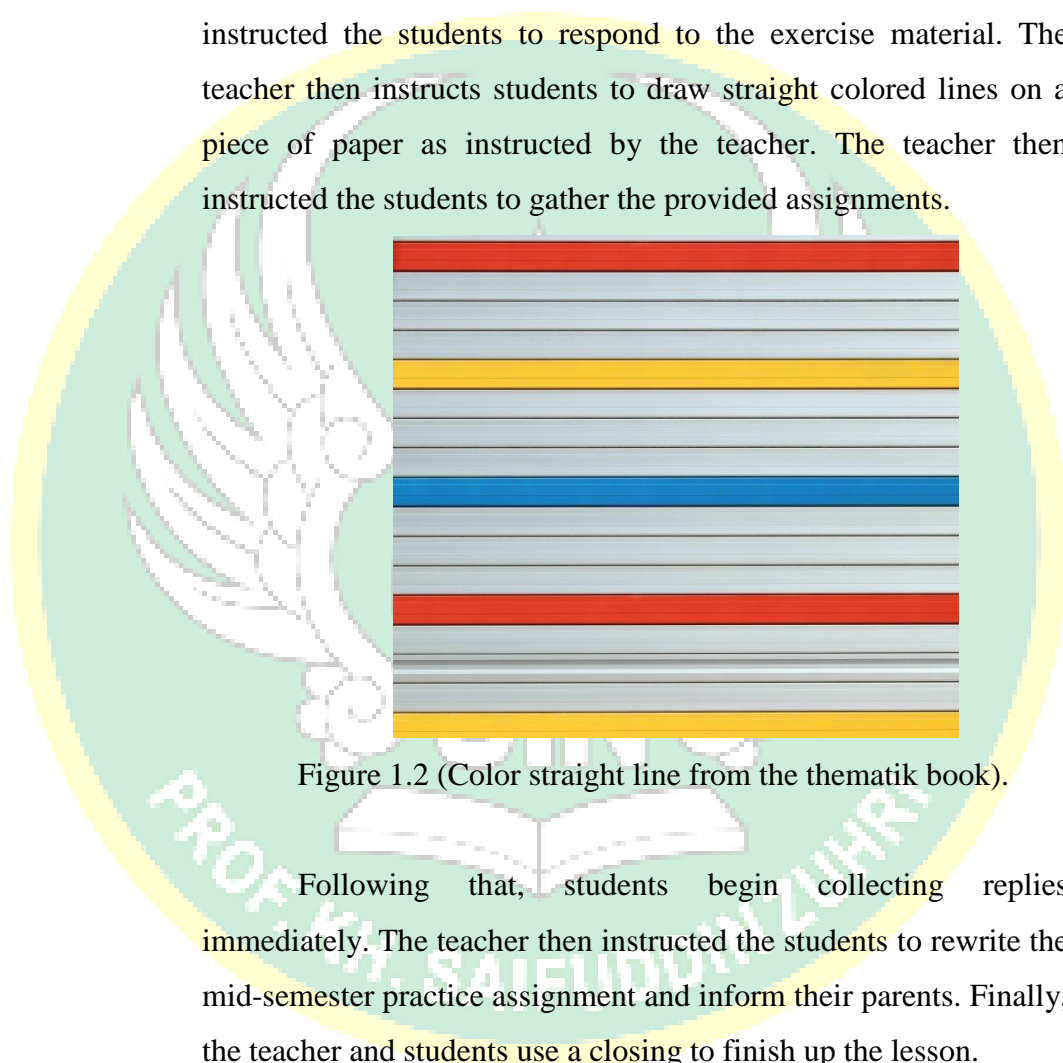 instructed the students to respond to the exercise material. The
teacher then instructs students to draw straight colored lines on a
piece of paper as instructed by the teacher. The teacher then
instructed the students to gather the provided assignments.
Figure 1.2 (Color straight line from the thematik book).
Following that, students begin collecting replies
immediately. The teacher then instructed the students to rewrite the
mid-semester practice assignment and inform their parents. Finally,
the teacher and students use a closing to finish up the lesson.
PROF. KH. SAIFUDDIN ZUHRI